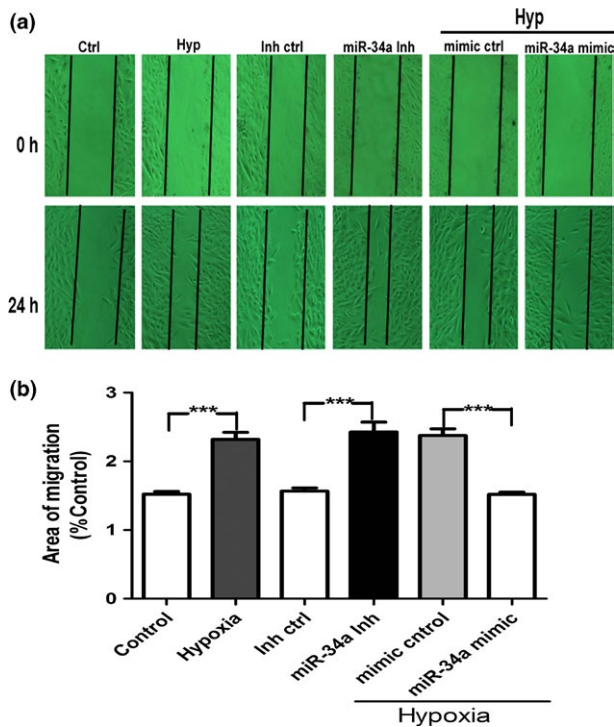 (a)
Hyp
Ctrl Hyp Inh ctrl miR-34a Inh mimic ctrl miR-34a mimic
0 h
24 h
(b)
Area of migration
(%Control)
3
2
1
0
*** *** ***
Control Hypoxia Inh ctrl miR-34a Inh mimic cntrol miR-34a mimic
Hypoxia